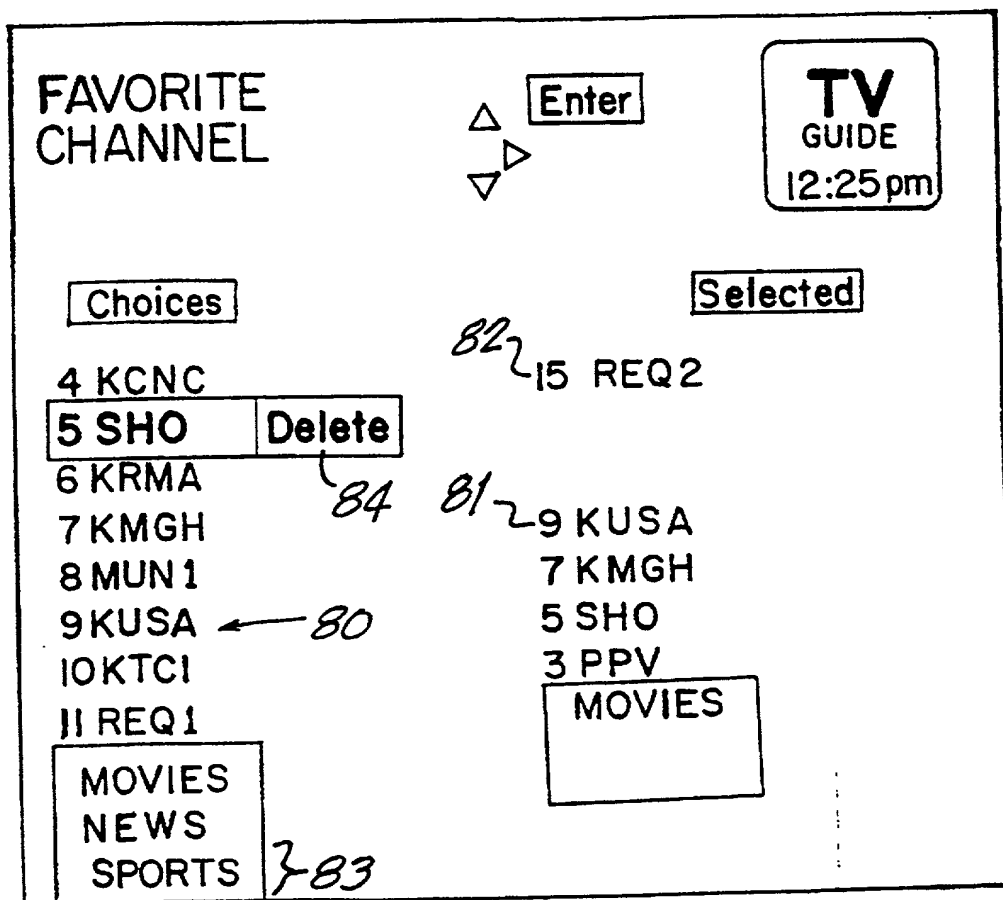 FAVORITE
CHANNEL
Enter
TV
GUIDE
12:25pm
Choices
Selected
4 KCNC
5 SHO Delete
6 KRMA
7 KMGH
8 MUN1
9 KUSA
10 KTCI
11 REQ1
MOVIES
NEWS
SPORTS
82
15 REQ2
84
81
9 KUSA
7 KMGH
80
5 SHO
3 PPV
MOVIES
83